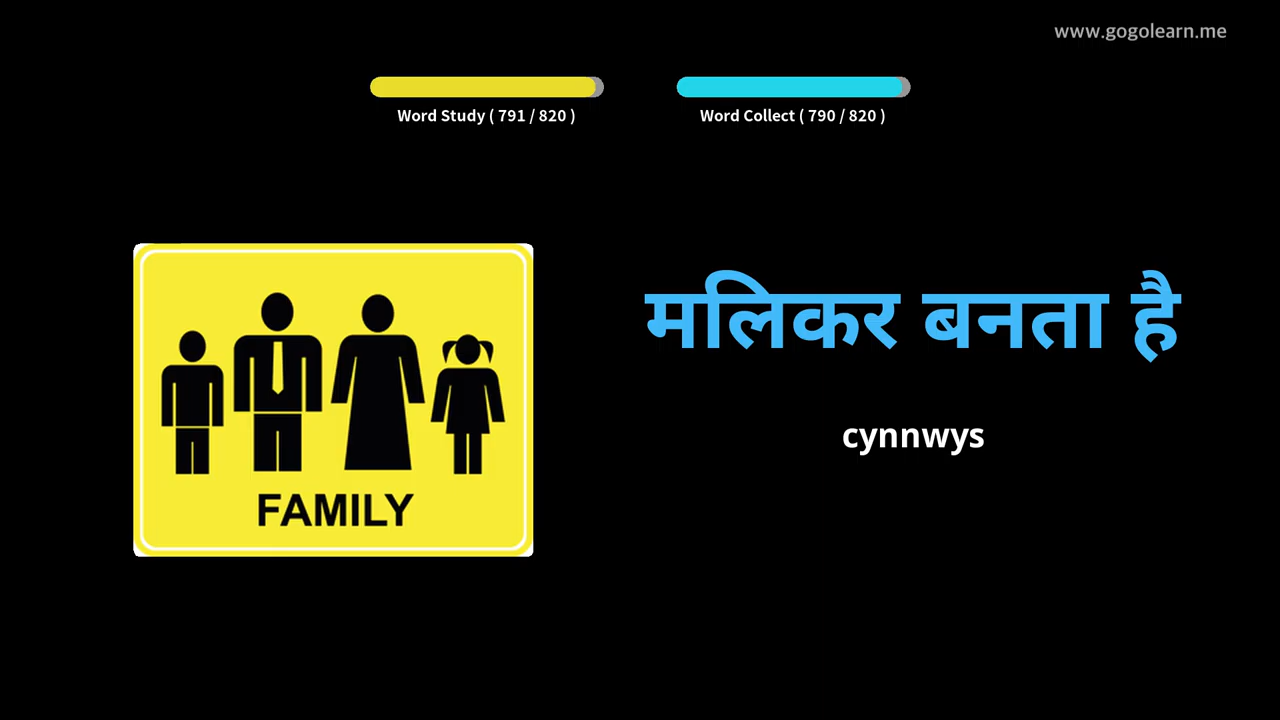 www.gogolearn.me
Word Study ( 791 / 820 )
Word Collect ( 790 / 820 )
मलिकर बनता है
cynnwys
FAMILY